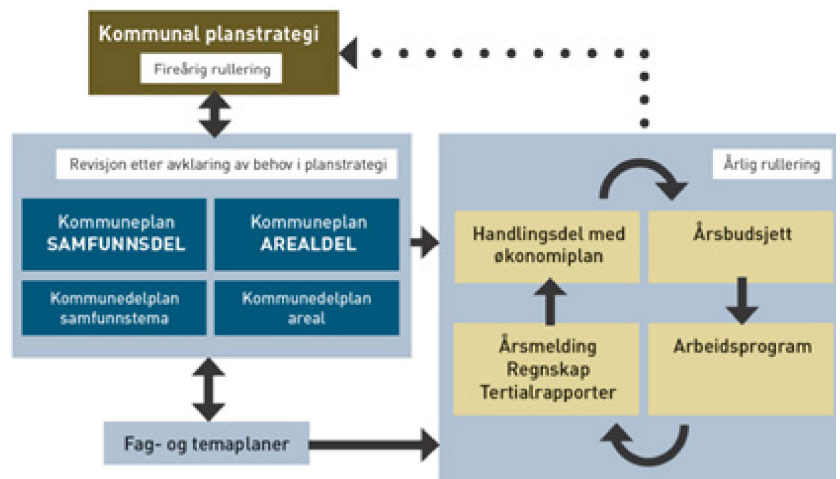 Kommunal planstrategi
Fireårig rullering
Revisjon etter avklaring av behov i planstrategi
Kommuneplan
SAMFUNNSDEL
Kommuneplan
AREALDEL
Kommunedelplan
samfunnstema
Kommunedelplan
areal
Fag- og temaplaner
Årlig rullering
Handlingsdel med
økonomiplan
Årsbudsjett
Årsmelding
Regnskap
Tertialrapporter
Arbeidsprogram